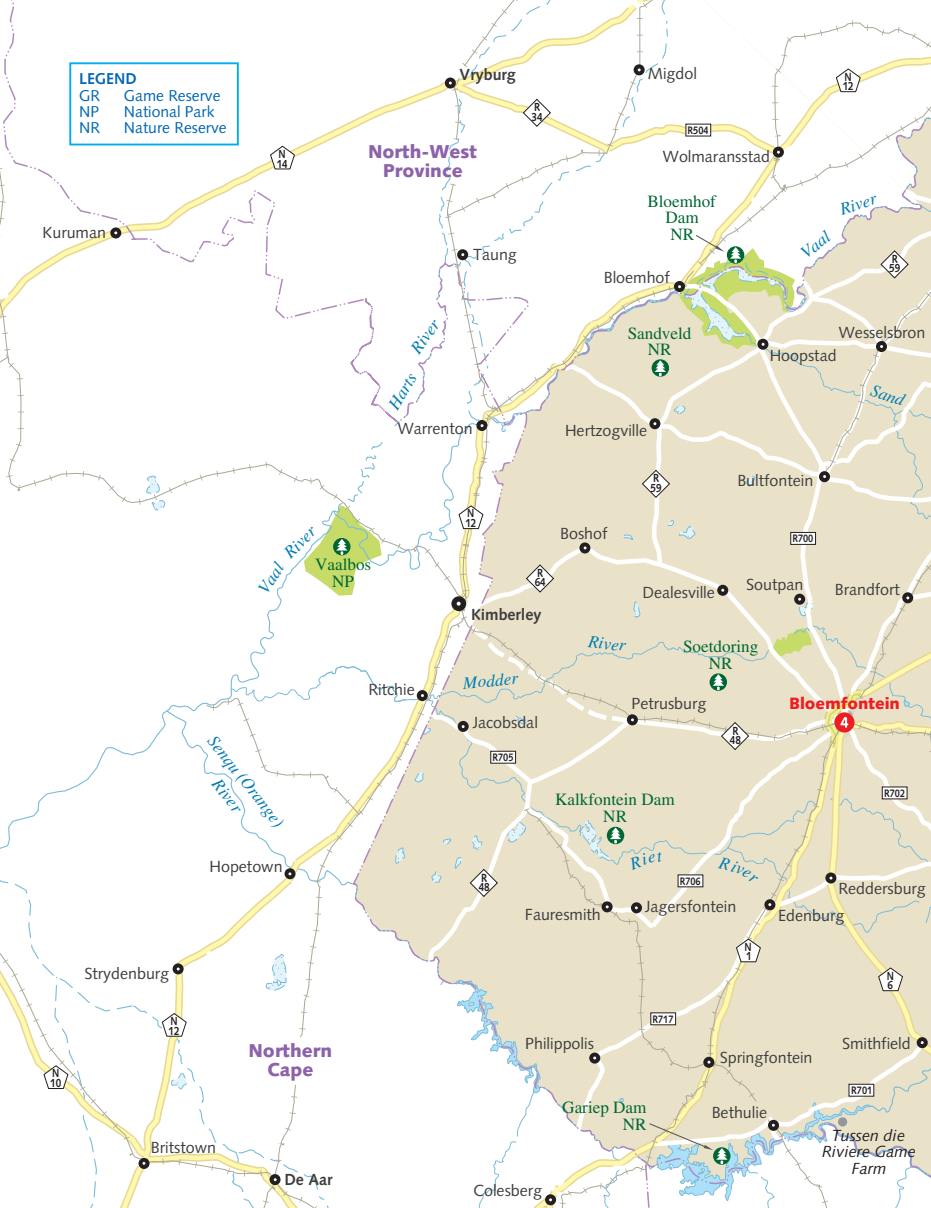 LEGEND
GR Game Reserve
NP National Park
NR Nature Reserve
Vryburg
Migdol
N
12
R
34
R504
N
14
North-West
Province
Wolmaransstad
Bloemhof
Dam
NR
Vaal River
Kuruman
Taung
R
59
Bloemhof
Harts River
Sandveld
NR
Wesselsbron
Hoopstad
Sand
Warrenton
Hertzogville
Bultfontein
R
59
N
12
Vaal River
Vaalbos
NP
Boshof
R700
R
64
Dealesville
Soutpan
Brandfort
Kimberley
River
Soetdoring
NR
Modder
Ritchie
Petrusburg
Bloemfontein
4
Jacobsdal
R
48
R705
Senqu (Orange)
River
R702
Kalkfontein Dam
NR
Riet River
Hopetown
R
48
R706
Reddersburg
Fauresmith
Jagersfontein
Edenburg
N
1
Strydenburg
N
6
N
12
R717
Northern
Cape
Philippolis
Springfontein
Smithfield
N
10
R701
Gariep Dam
NR
Bethulie
Tussen die
Riviere Game
Farm
Britstown
De Aar
Colesberg